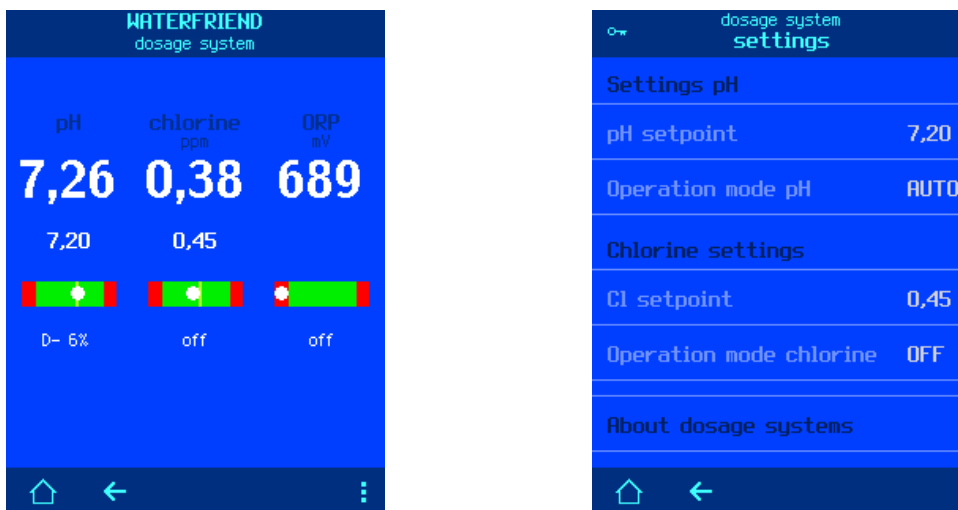 WATERFRIEND
dosage system
pH chlorine ORP
ppm mV
7,26 0,38 689
7,20 0,45
D- 6% off off
dosage system
settings
Settings pH
pH setpoint 7,20
Operation mode pH AUTO
Chlorine settings
Cl setpoint 0,45
Operation mode chlorine OFF
About dosage systems